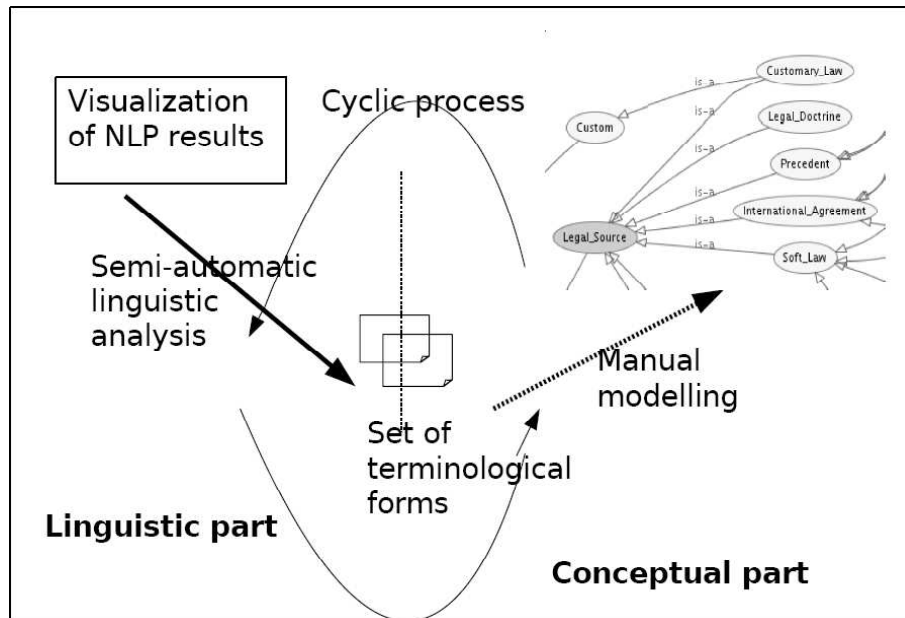 Visualization
of NLP results
Cyclic process
is-a
Customary_Law
is-a
Custom
Legal_Doctrine
is-a
Precedent
is-a
International_Agreement
is-a
Legal_Source
is-a
Soft_Law
Semi-automatic
linguistic
analysis
Manual
modelling
Set of
terminological
forms
Linguistic part
Conceptual part